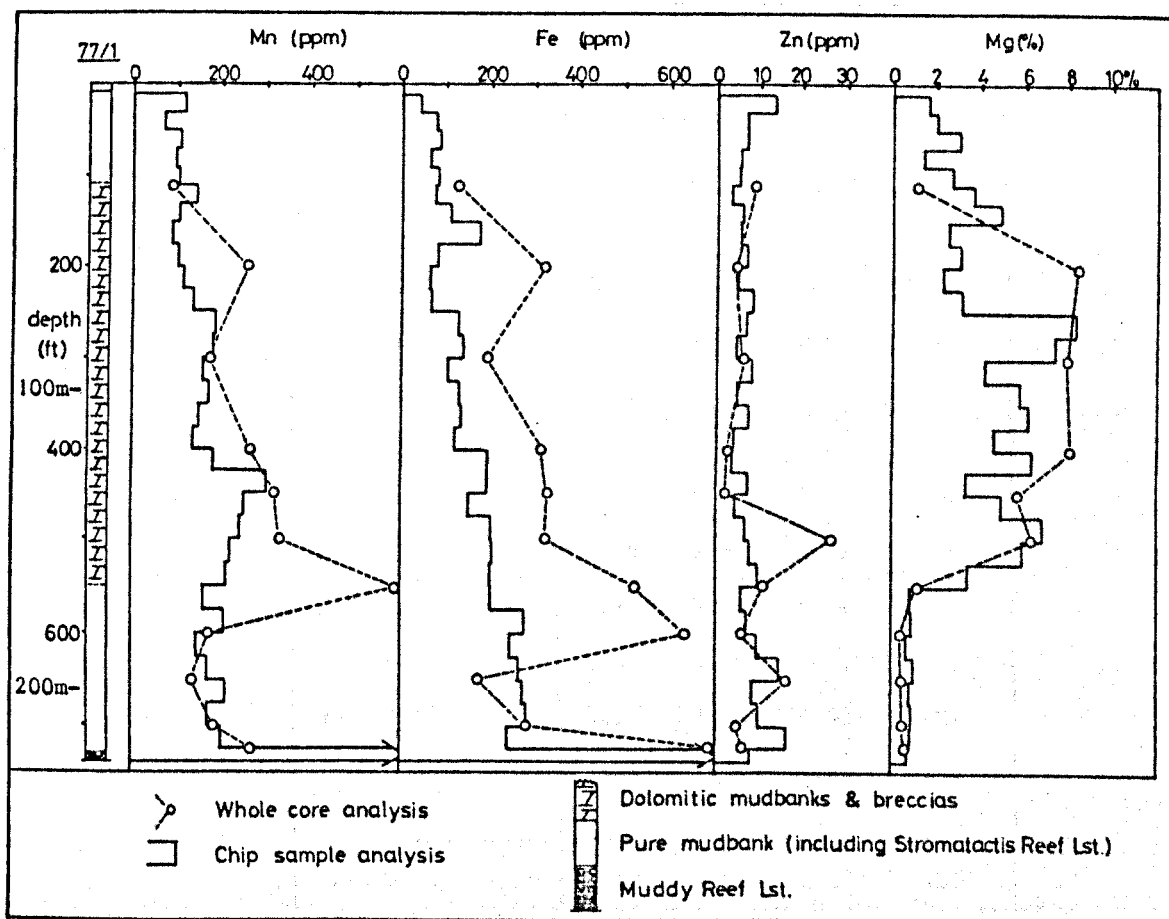 77/1
Mn (ppm)
Fe (ppm)
Zn (ppm)
Mg (%)
0 200 400
0 200 400 600
0 10 20 30
0 2 4 6 8 10%
200
depth
(ft)
100m-
400
600
200m-
Whole core analysis
Chip sample analysis
Dolomitic mudbanks & breccias
Pure mudbank (including Stromatactis Reef Lst.)
Muddy Reef Lst.